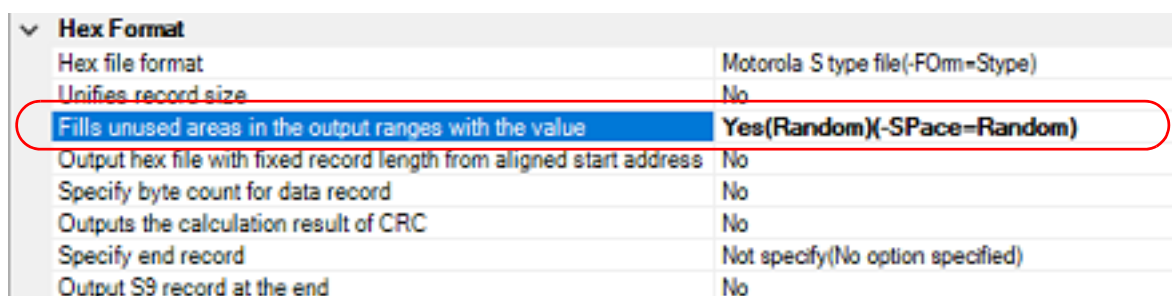 Hex Format
Hex file format Motorola S type file(-FOrm=Stype)
Unifies record size No
Fills unused areas in the output ranges with the value Yes(Random)(-SPace=Random)
Output hex file with fixed record length from aligned start address No
Specify byte count for data record No
Outputs the calculation result of CRC No
Specify end record Not specify(No option specified)
Output S9 record at the end No